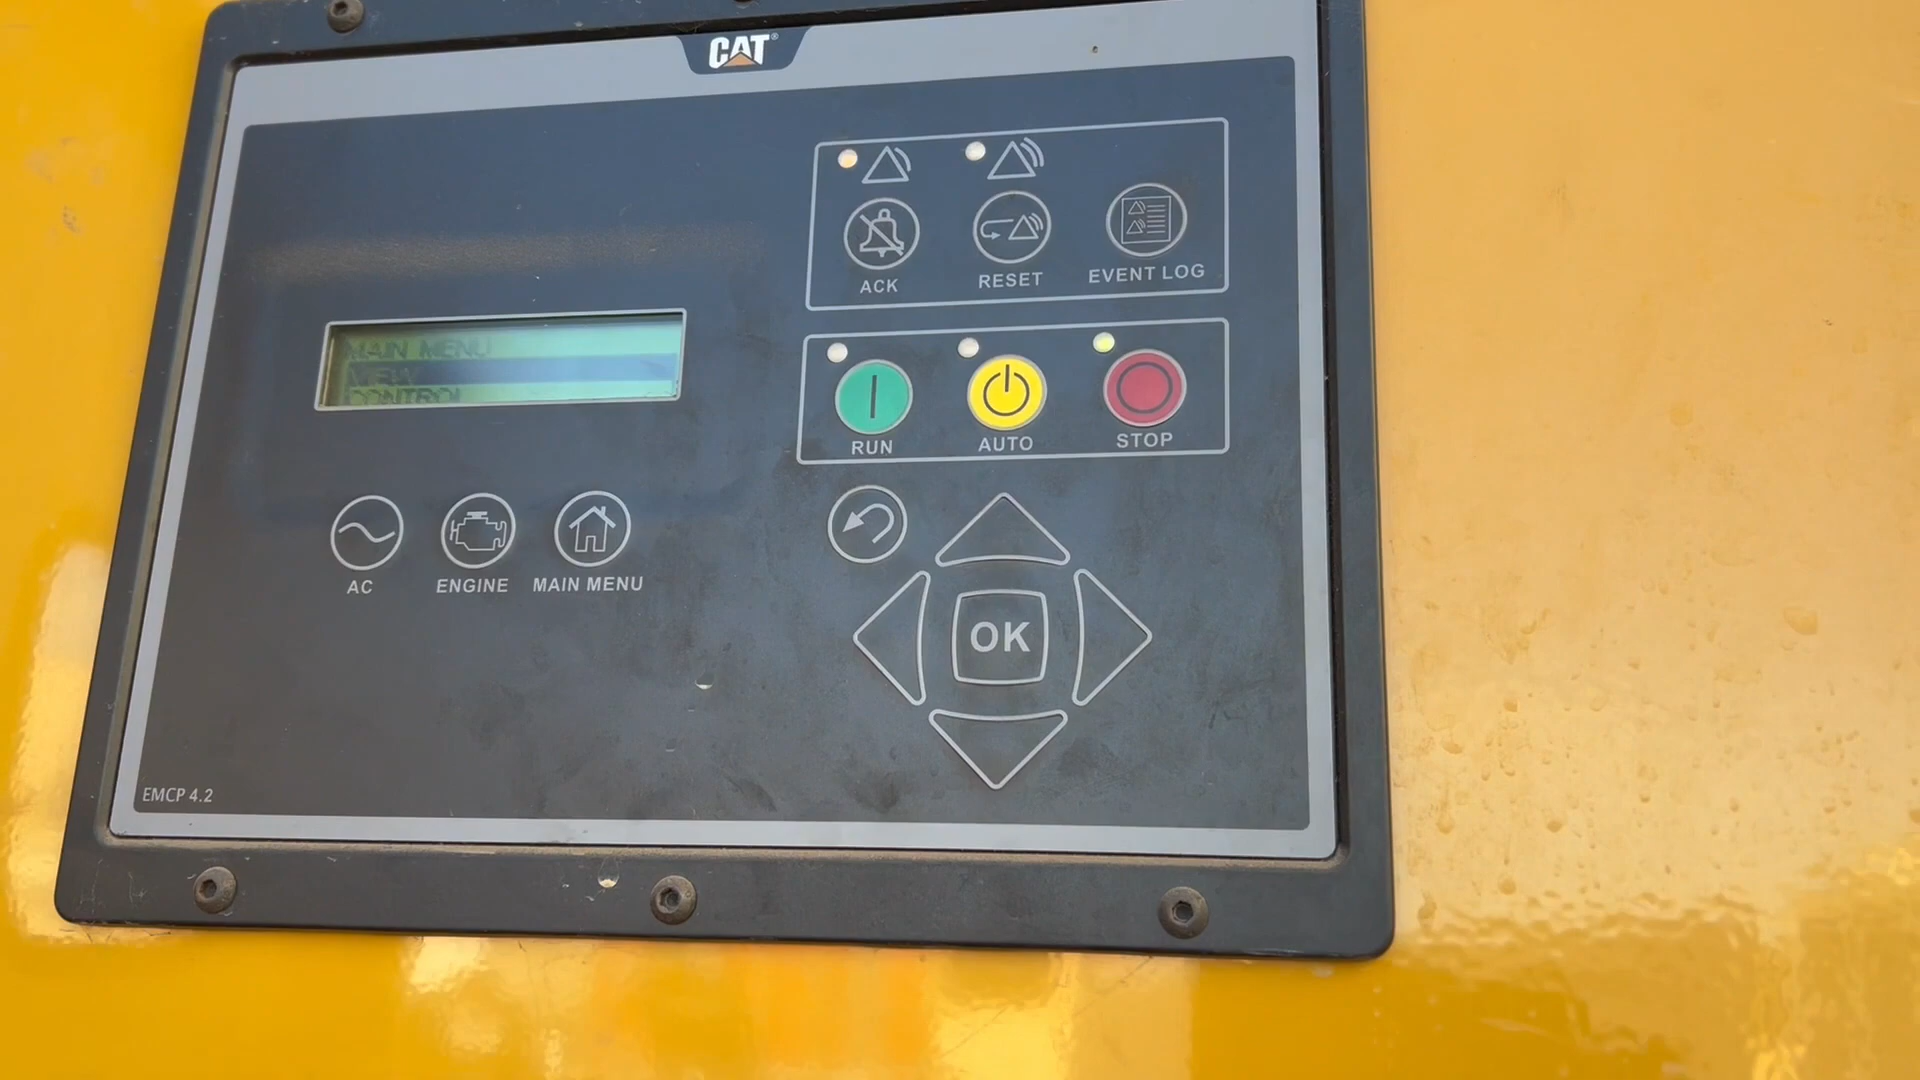 CAT®
ACK
RESET
EVENT LOG
MAIN MENU
VIEW
CONTROL
RUN
AUTO
STOP
AC
ENGINE
MAIN MENU
OK
EMCP 4.2